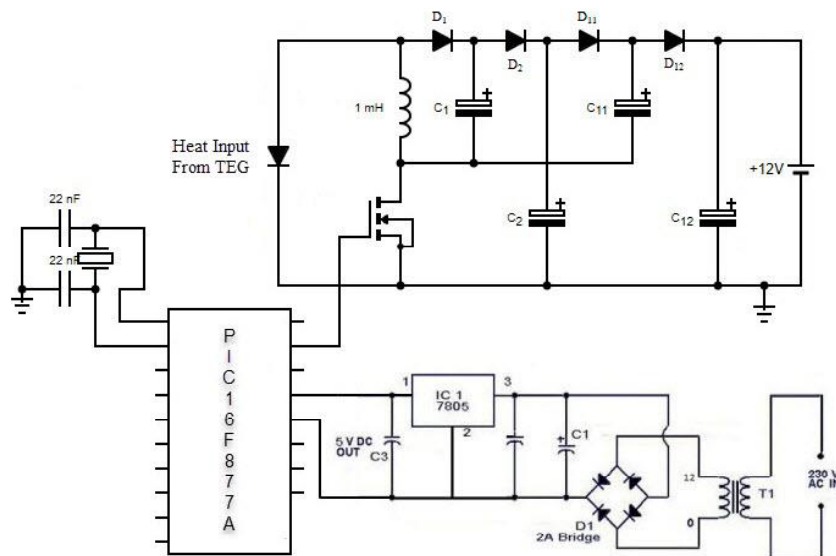 D1
D11
D2
D12
1 mH
C1
C11
Heat Input
From TEG
+12V
22 nF
22 nF
C2
C12
P
I
C
1
6
F
8
7
7
A
1
IC 1
7805
3
2
5 V DC
OUT
C3
C1
12
0
T1
230 V
AC IN
D1
2A Bridge
+
+
+
+
+